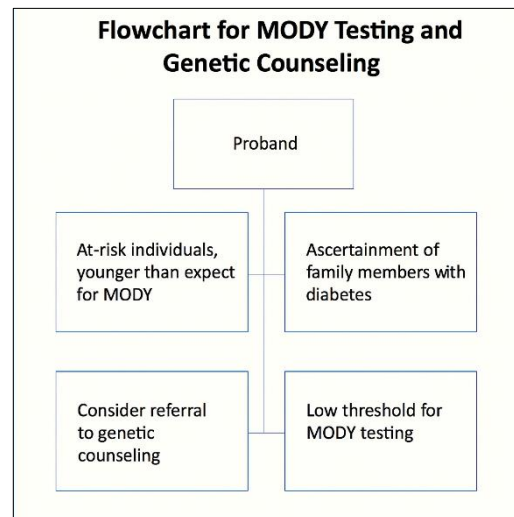 Flowchart for MODY Testing and
Genetic Counseling
Proband
At-risk individuals,
younger than expect
for MODY
Ascertainment of
family members with
diabetes
Consider referral
to genetic
counseling
Low threshold for
MODY testing